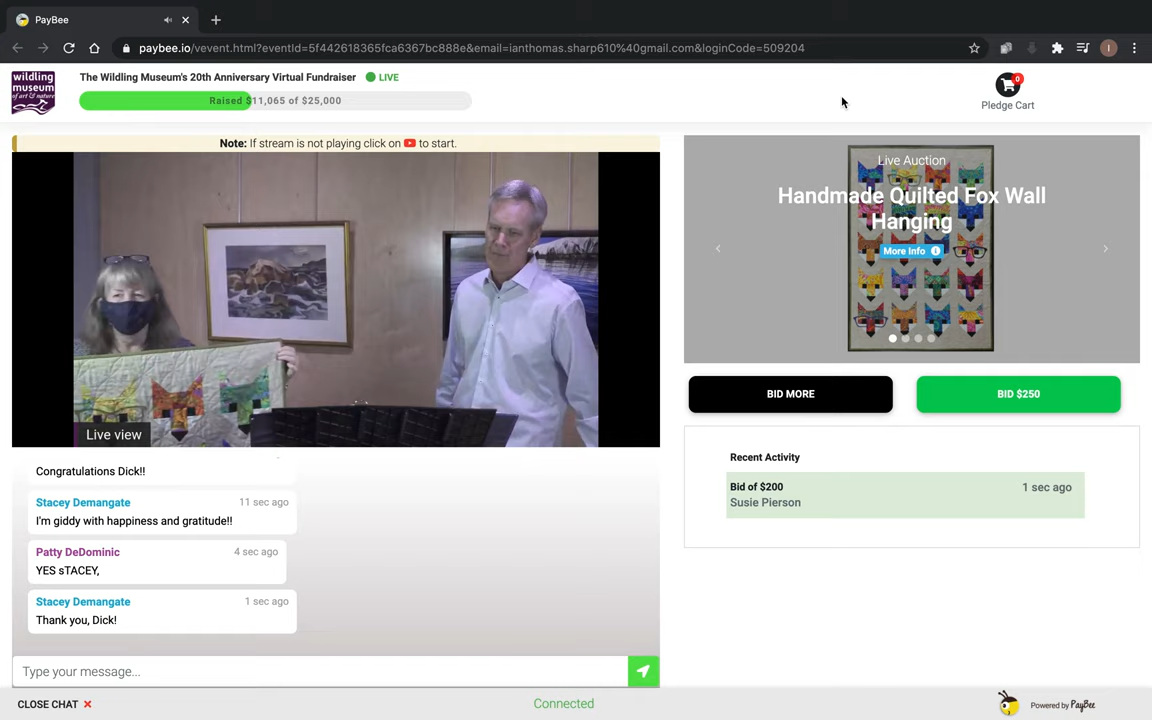 PayBee
paybee.io/vevent.html?eventId=5f442618365fca6367bc888e&email=ianthomas.sharp610%40gmail.com&loginCode=509204
I
wildling
museum
of art & nature
The Wildling Museum's 20th Anniversary Virtual Fundraiser
LIVE
Raised $11,065 of $25,000
0
Pledge Cart
Note: If stream is not playing click on to start.
Live view
Live Auction
Handmade Quilted Fox Wall
Hanging
More Info
BID MORE
BID $250
Recent Activity
Bid of $200
1 sec ago
Susie Pierson
Congratulations Dick!!
Stacey Demangate
11 sec ago
I'm giddy with happiness and gratitude!!
Patty DeDominic
4 sec ago
YES sTACEY,
Stacey Demangate
1 sec ago
Thank you, Dick!
Type your message...
CLOSE CHAT
Connected
Powered by PayBee